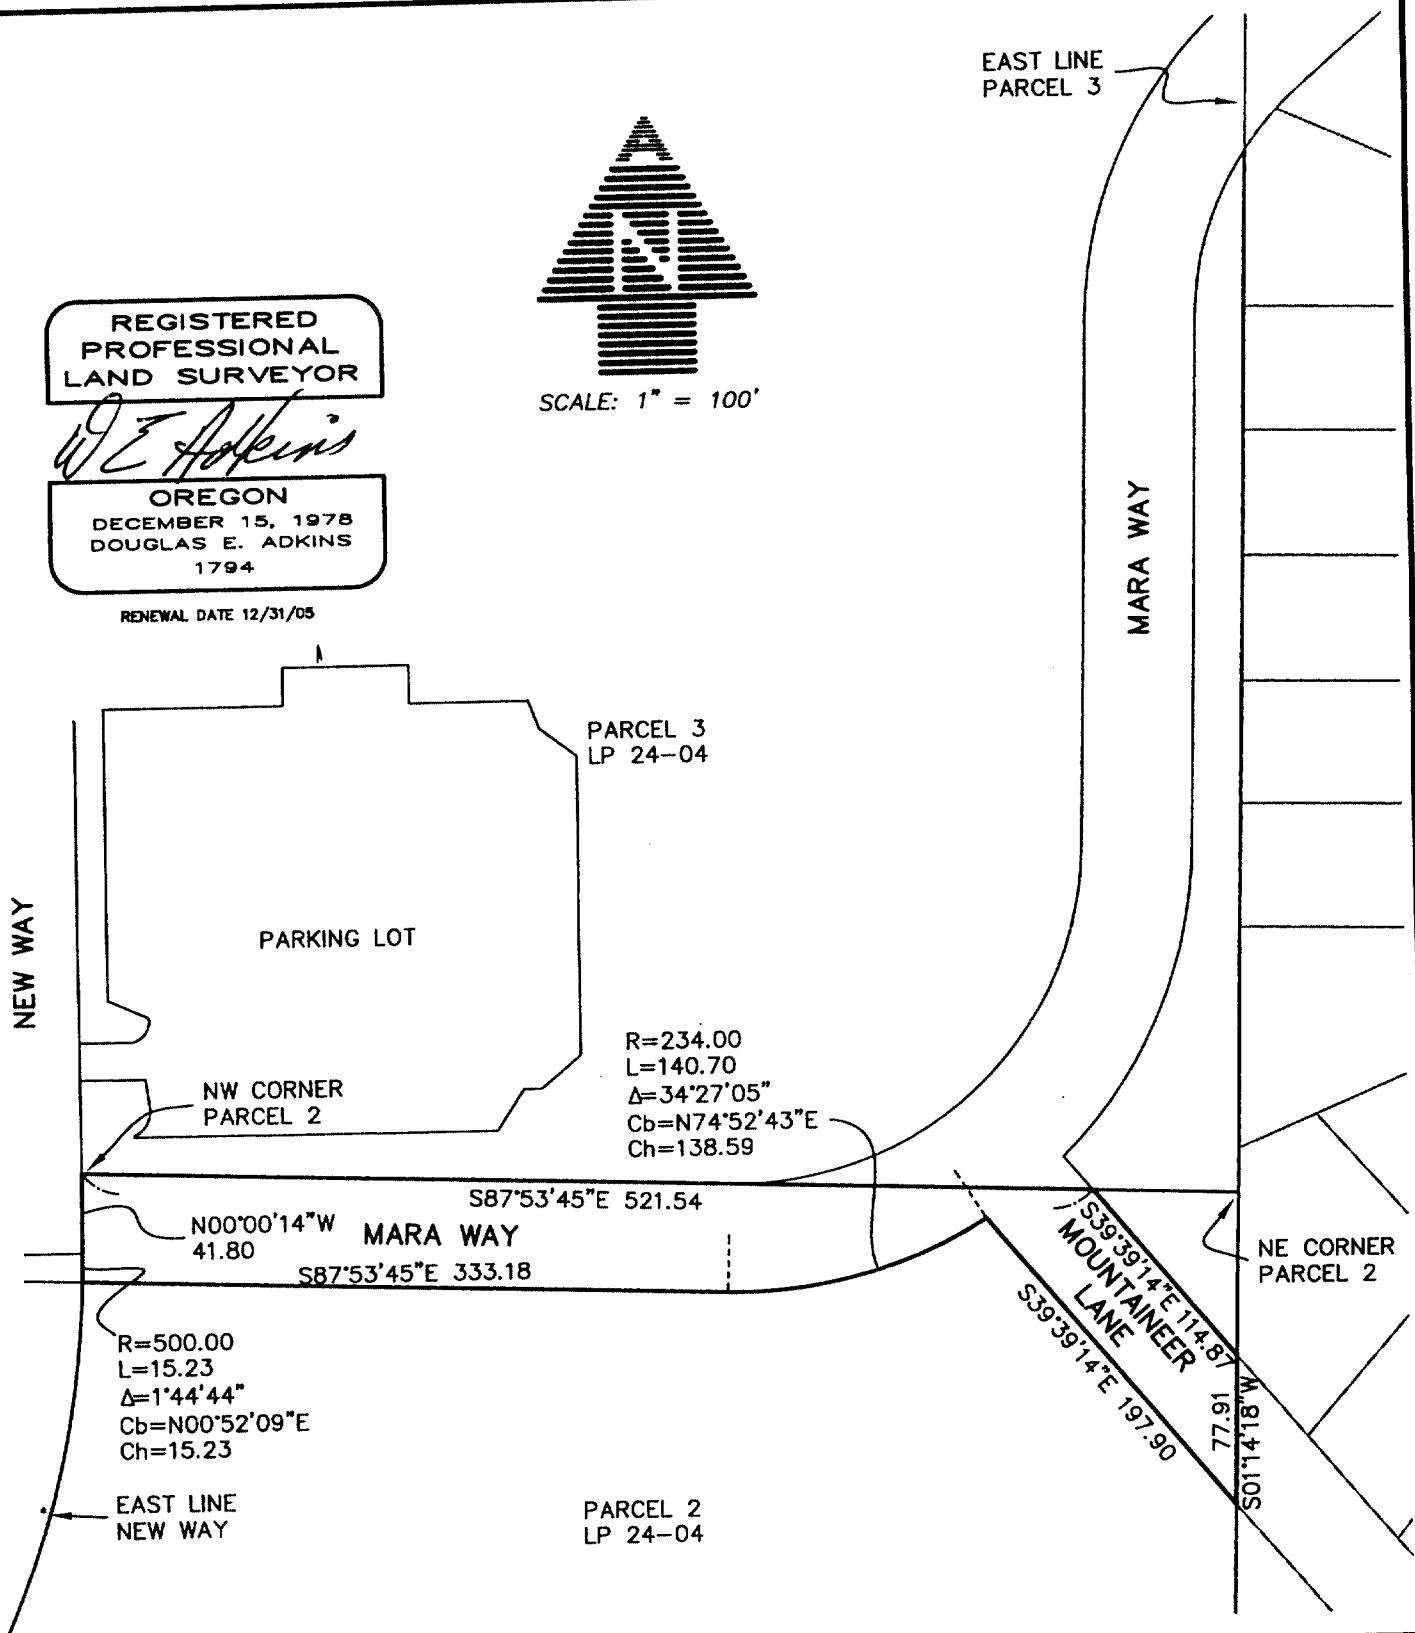 EAST LINE
PARCEL 3
A
N
SCALE: 1" = 100'
REGISTERED
PROFESSIONAL
LAND SURVEYOR
D E Adkins
OREGON
DECEMBER 15, 1978
DOUGLAS E. ADKINS
1794
RENEWAL DATE 12/31/05
MARA WAY
PARCEL 3
LP 24-04
PARKING LOT
NEW WAY
NW CORNER
PARCEL 2
R=234.00
L=140.70
Δ=34°27'05"
Cb=N74°52'43"E
Ch=138.59
S87°53'45"E 521.54
N00°00'14"W
41.80
MARA WAY
S87°53'45"E 333.18
S39°39'14"E 114.87
MOUNTAINEER
LANE
S39°39'14"E 197.90
77.91
S01°14'18"W
NE CORNER
PARCEL 2
R=500.00
L=15.23
Δ=1°44'44"
Cb=N00°52'09"E
Ch=15.23
EAST LINE
NEW WAY
PARCEL 2
LP 24-04